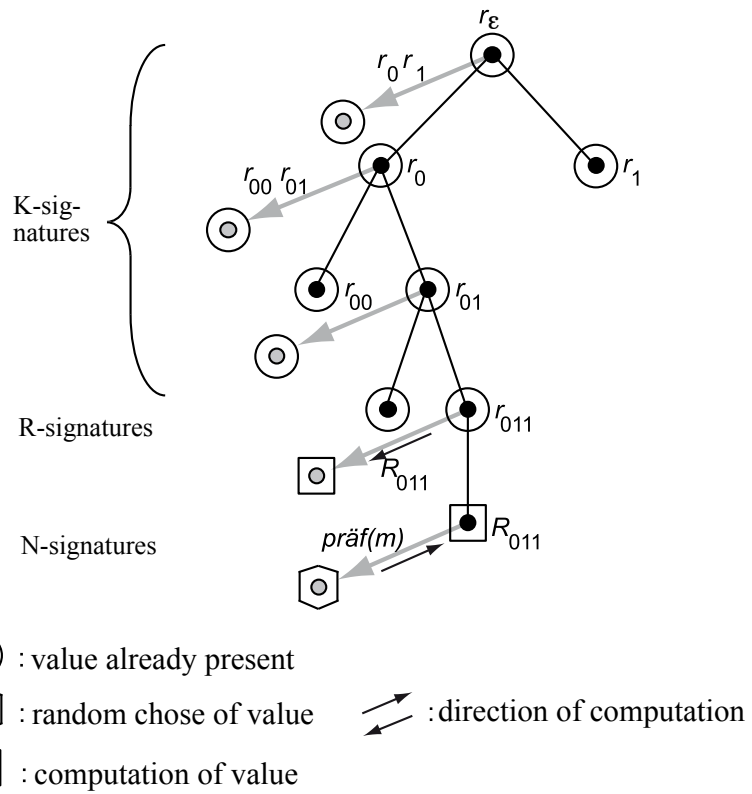 rε
r0 r1
r0
r1
r00 r01
K-sig-
natures
r00
r01
r011
R-signatures
R011
R011
präf(m)
N-signatures
: value already present
: random chose of value
: direction of computation
: computation of value